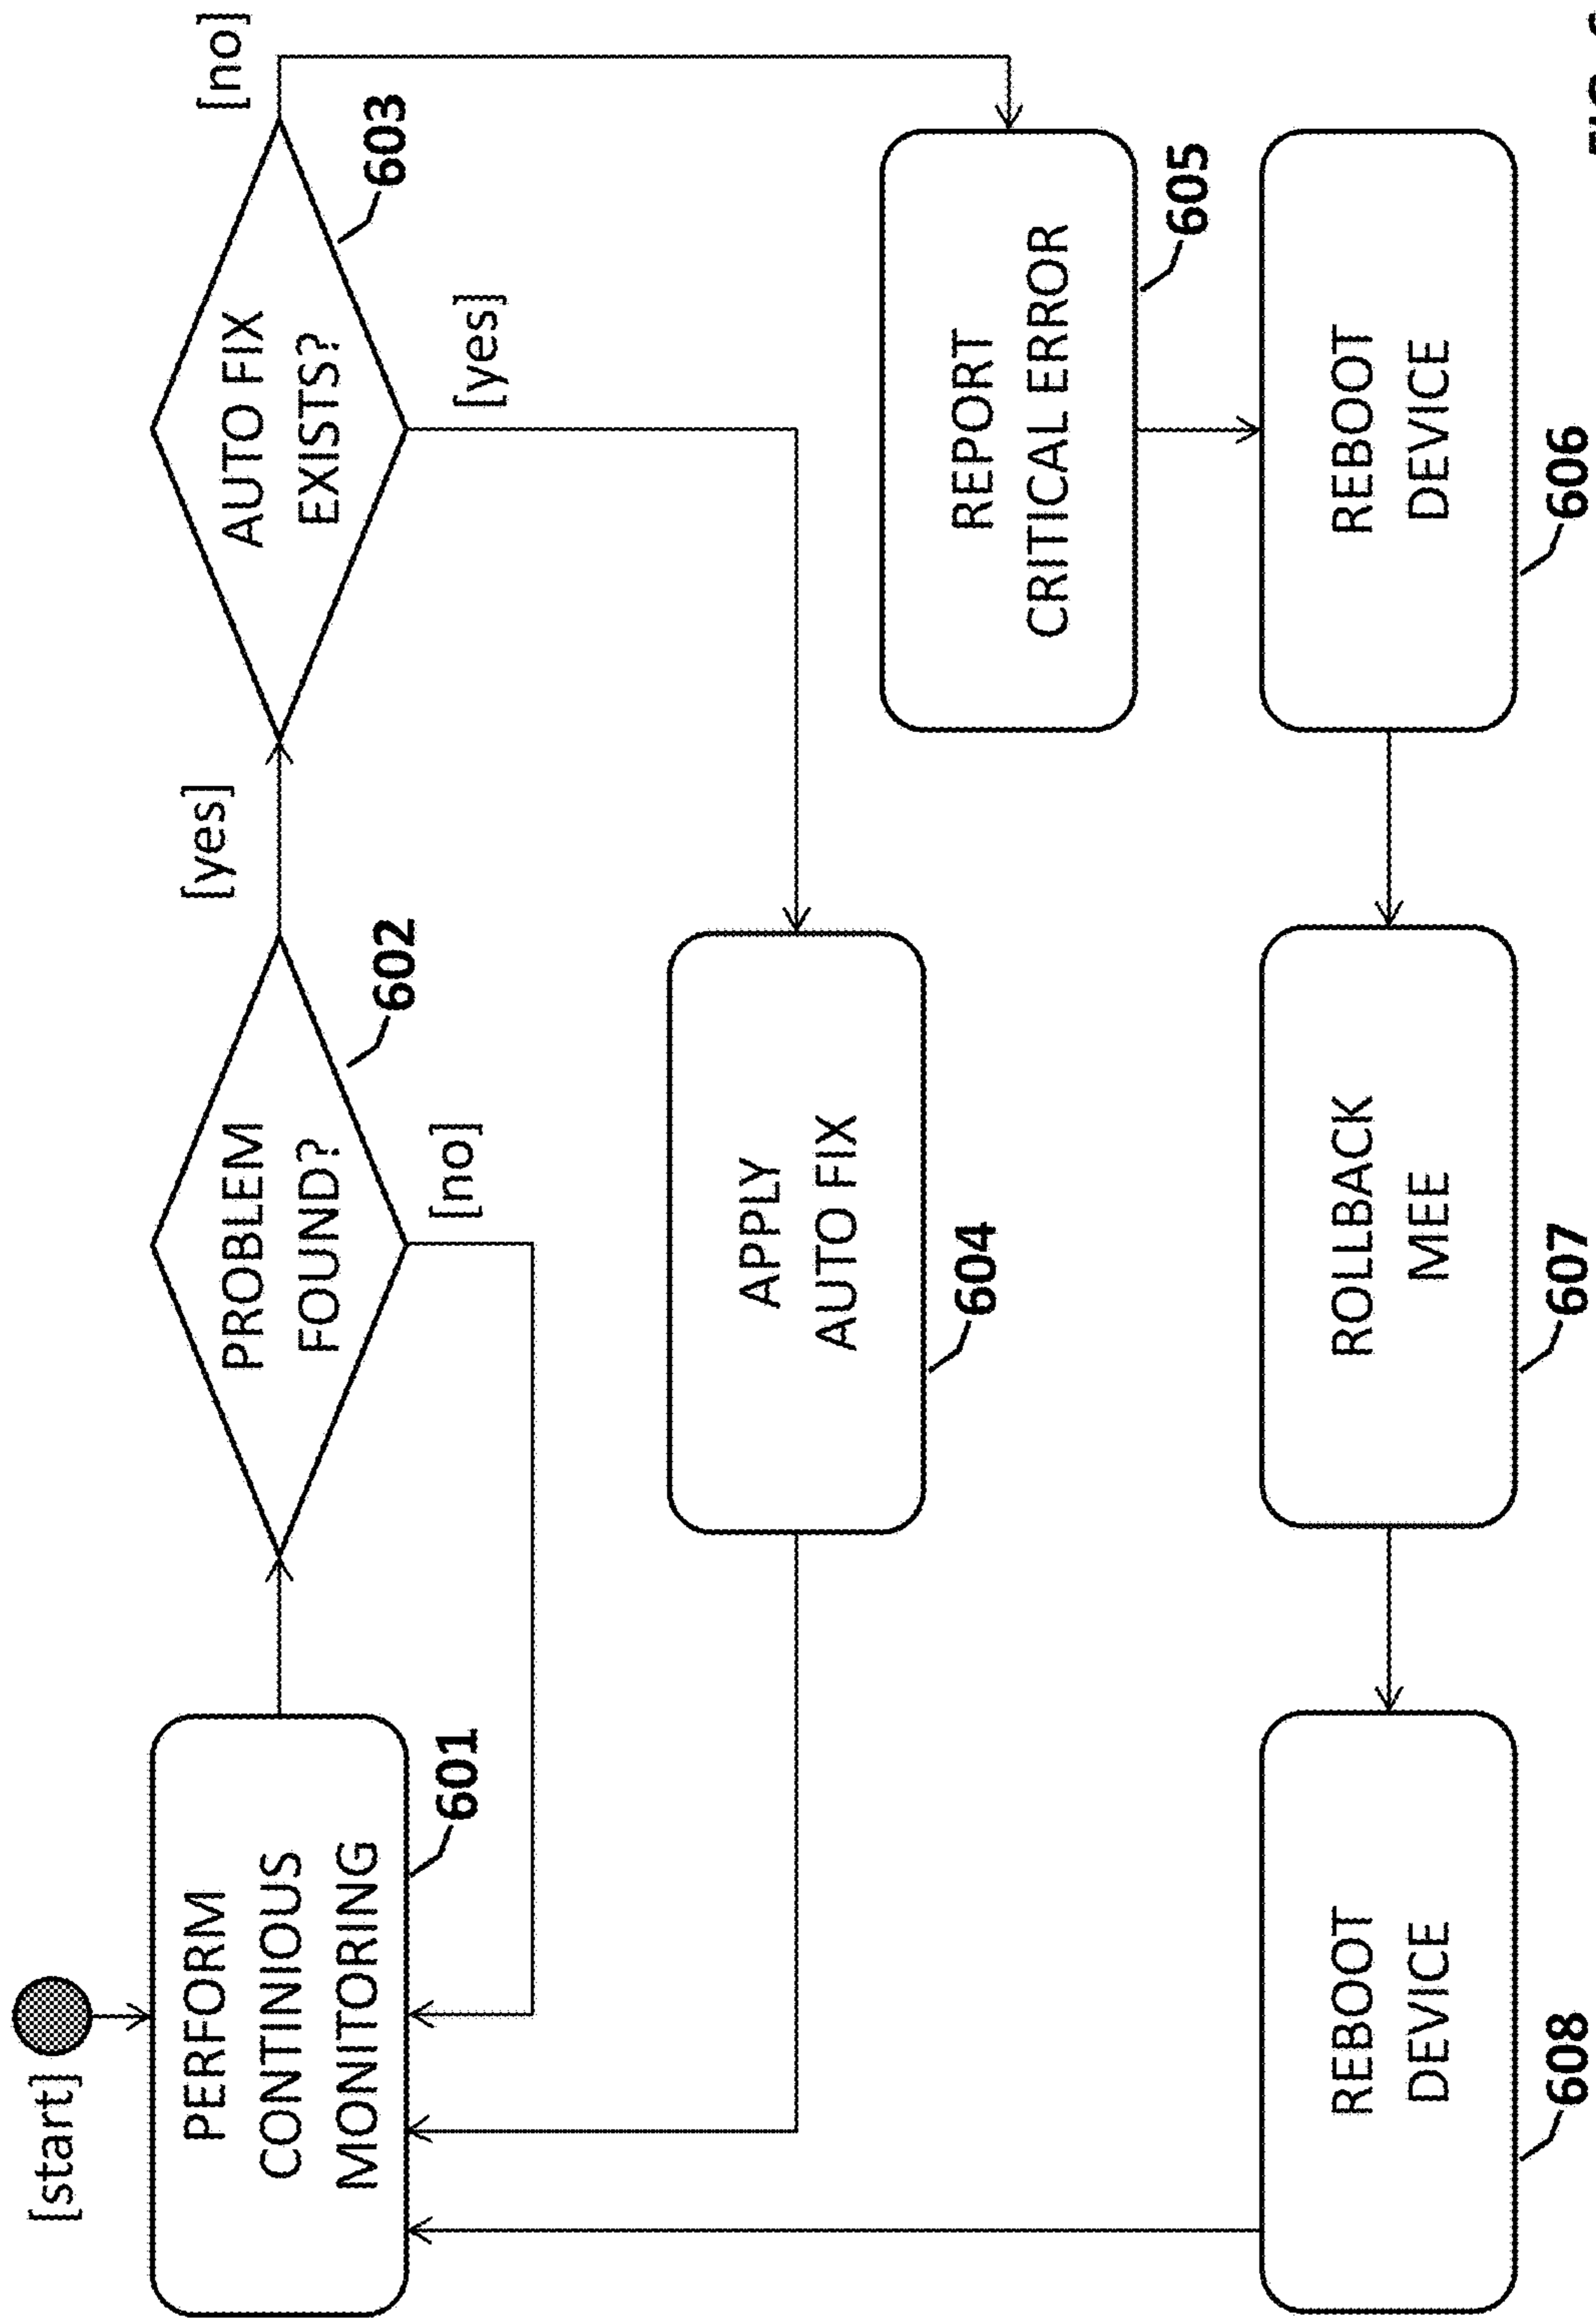 [start]
PERFORM
CONTINIOUS
MONITORING
601
PROBLEM
FOUND?
602
[yes]
[no]
AUTO FIX
EXISTS?
603
[no]
[yes]
APPLY
AUTO FIX
604
REPORT
CRITICAL ERROR
605
REBOOT
DEVICE
608
ROLLBACK
MEE
607
REBOOT
DEVICE
606